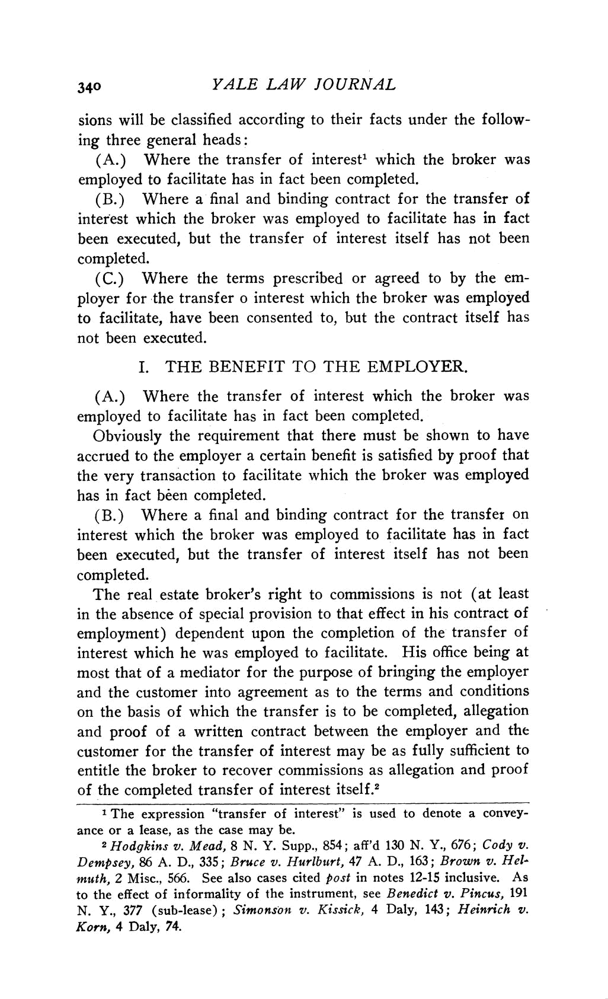 340 YALE LAW JOURNAL
sions will be classified according to their facts under the follow-
ing three general heads:
(A.) Where the transfer of interest¹ which the broker was
employed to facilitate has in fact been completed.
(B.) Where a final and binding contract for the transfer of
interest which the broker was employed to facilitate has in fact
been executed, but the transfer of interest itself has not been
completed.
(C.) Where the terms prescribed or agreed to by the em-
ployer for the transfer o interest which the broker was employed
to facilitate, have been consented to, but the contract itself has
not been executed.
I. THE BENEFIT TO THE EMPLOYER.
(A.) Where the transfer of interest which the broker was
employed to facilitate has in fact been completed.
Obviously the requirement that there must be shown to have
accrued to the employer a certain benefit is satisfied by proof that
the very transaction to facilitate which the broker was employed
has in fact been completed.
(B.) Where a final and binding contract for the transfer on
interest which the broker was employed to facilitate has in fact
been executed, but the transfer of interest itself has not been
completed.
The real estate broker's right to commissions is not (at least
in the absence of special provision to that effect in his contract of
employment) dependent upon the completion of the transfer of
interest which he was employed to facilitate. His office being at
most that of a mediator for the purpose of bringing the employer
and the customer into agreement as to the terms and conditions
on the basis of which the transfer is to be completed, allegation
and proof of a written contract between the employer and the
customer for the transfer of interest may be as fully sufficient to
entitle the broker to recover commissions as allegation and proof
of the completed transfer of interest itself.²
¹ The expression "transfer of interest" is used to denote a convey-
ance or a lease, as the case may be.
² Hodgkins v. Mead, 8 N. Y. Supp., 854; aff'd 130 N. Y., 676; Cody v.
Dempsey, 86 A. D., 335; Bruce v. Hurlburt, 47 A. D., 163; Brown v. Hel-
muth, 2 Misc., 566. See also cases cited post in notes 12-15 inclusive. As
to the effect of informality of the instrument, see Benedict v. Pincus, 191
N. Y., 377 (sub-lease); Simonson v. Kissick, 4 Daly, 143; Heinrich v.
Korn, 4 Daly, 74.